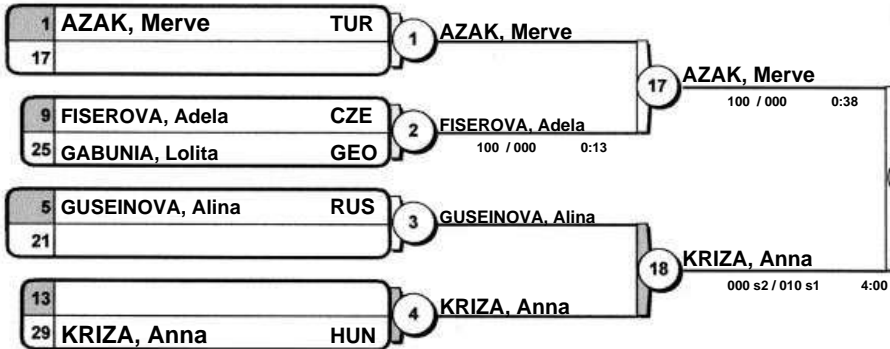 1 AZAK, Merve TUR
17
1 AZAK, Merve
9 FISEROVA, Adela CZE
25 GABUNIA, Lolita GEO
2 FISEROVA, Adela
100 / 000 0:13
17 AZAK, Merve
100 / 000 0:38
5 GUSEINOVA, Alina RUS
21
3 GUSEINOVA, Alina
13
29 KRIZA, Anna HUN
4 KRIZA, Anna
18 KRIZA, Anna
000 s2 / 010 s1 4:00